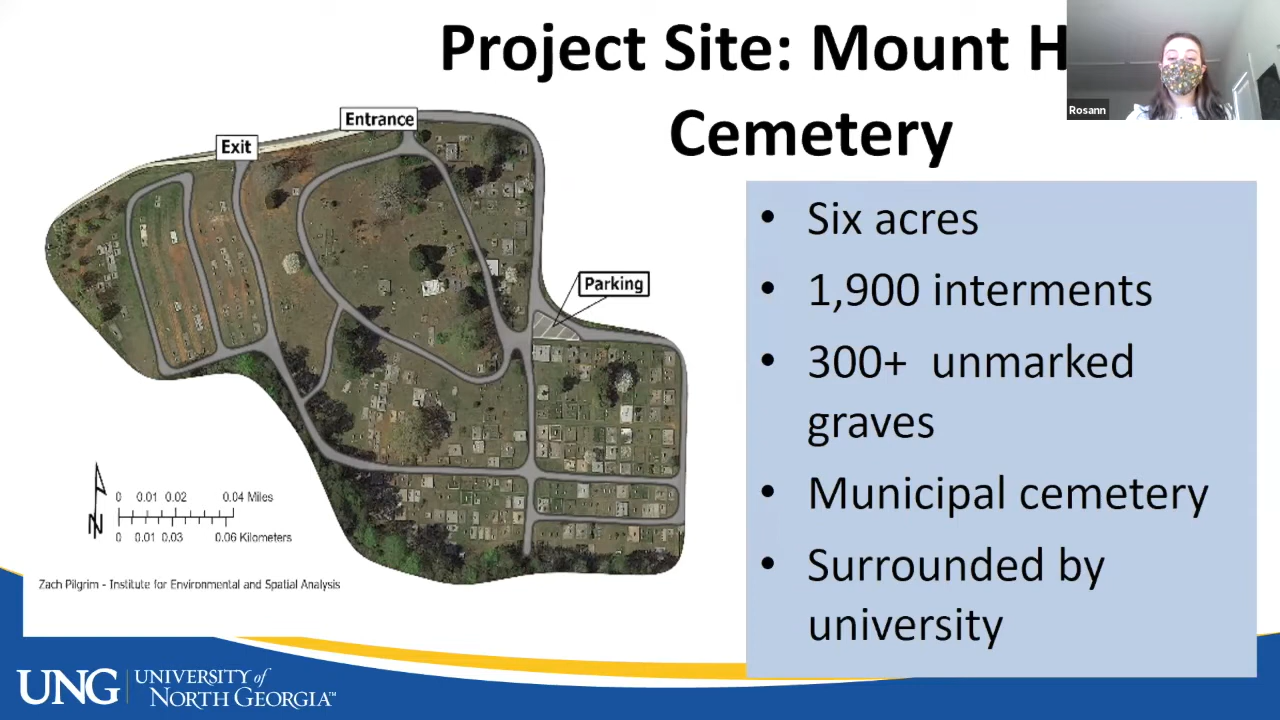 Project Site: Mount H
Cemetery
Rosann
Entrance
Exit
Parking
• Six acres
• 1,900 interments
• 300+ unmarked
graves
• Municipal cemetery
• Surrounded by
university
N
0 0.01 0.02 0.04 Miles
0 0.01 0.03 0.06 Kilometers
Zach Pilgrim - Institute for Environmental and Spatial Analysis
UNG
UNIVERSITY of
NORTH GEORGIA™